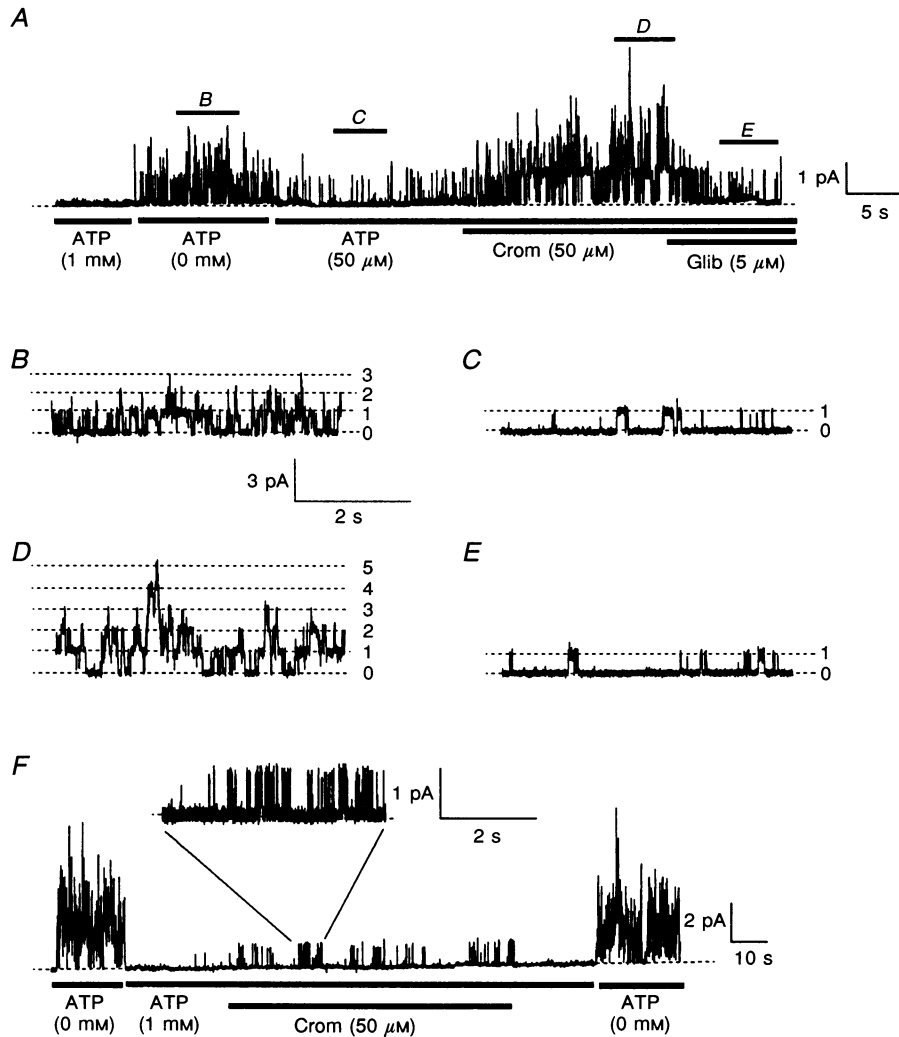 A
D
B
C
E
1 pA
5 s
ATP
(1 mM)
ATP
(0 mM)
ATP
(50 μM)
Crom (50 μM)
Glib (5 μM)
B
3
2
1
0
3 pA
2 s
C
1
0
D
5
4
3
2
1
0
E
1
0
F
1 pA
2 s
2 pA
10 s
ATP
(0 mM)
ATP
(1 mM)
Crom (50 μM)
ATP
(0 mM)